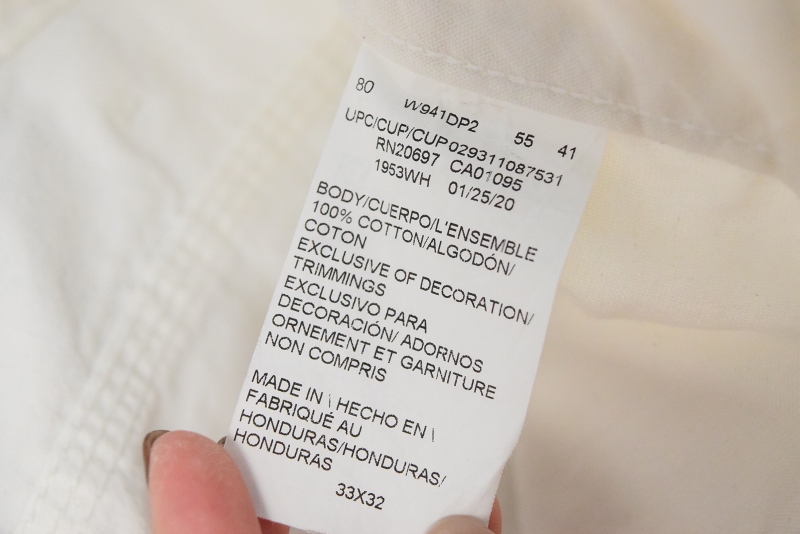 80 W941DP2 55 41
UPC/CUP/CUP029311087531
RN20697 CA01095
1953WH 01/25/20
BODY/CUERPO/L'ENSEMBLE
100% COTTON/ALGODÓN/
COTON
EXCLUSIVE OF DECORATION/
TRIMMINGS
EXCLUSIVO PARA
DECORACIÓN/ ADORNOS
ORNEMENT ET GARNITURE
NON COMPRIS
MADE IN \ HECHO EN \
FABRIQUÉ AU
HONDURAS/HONDURAS/
HONDURAS
33X32